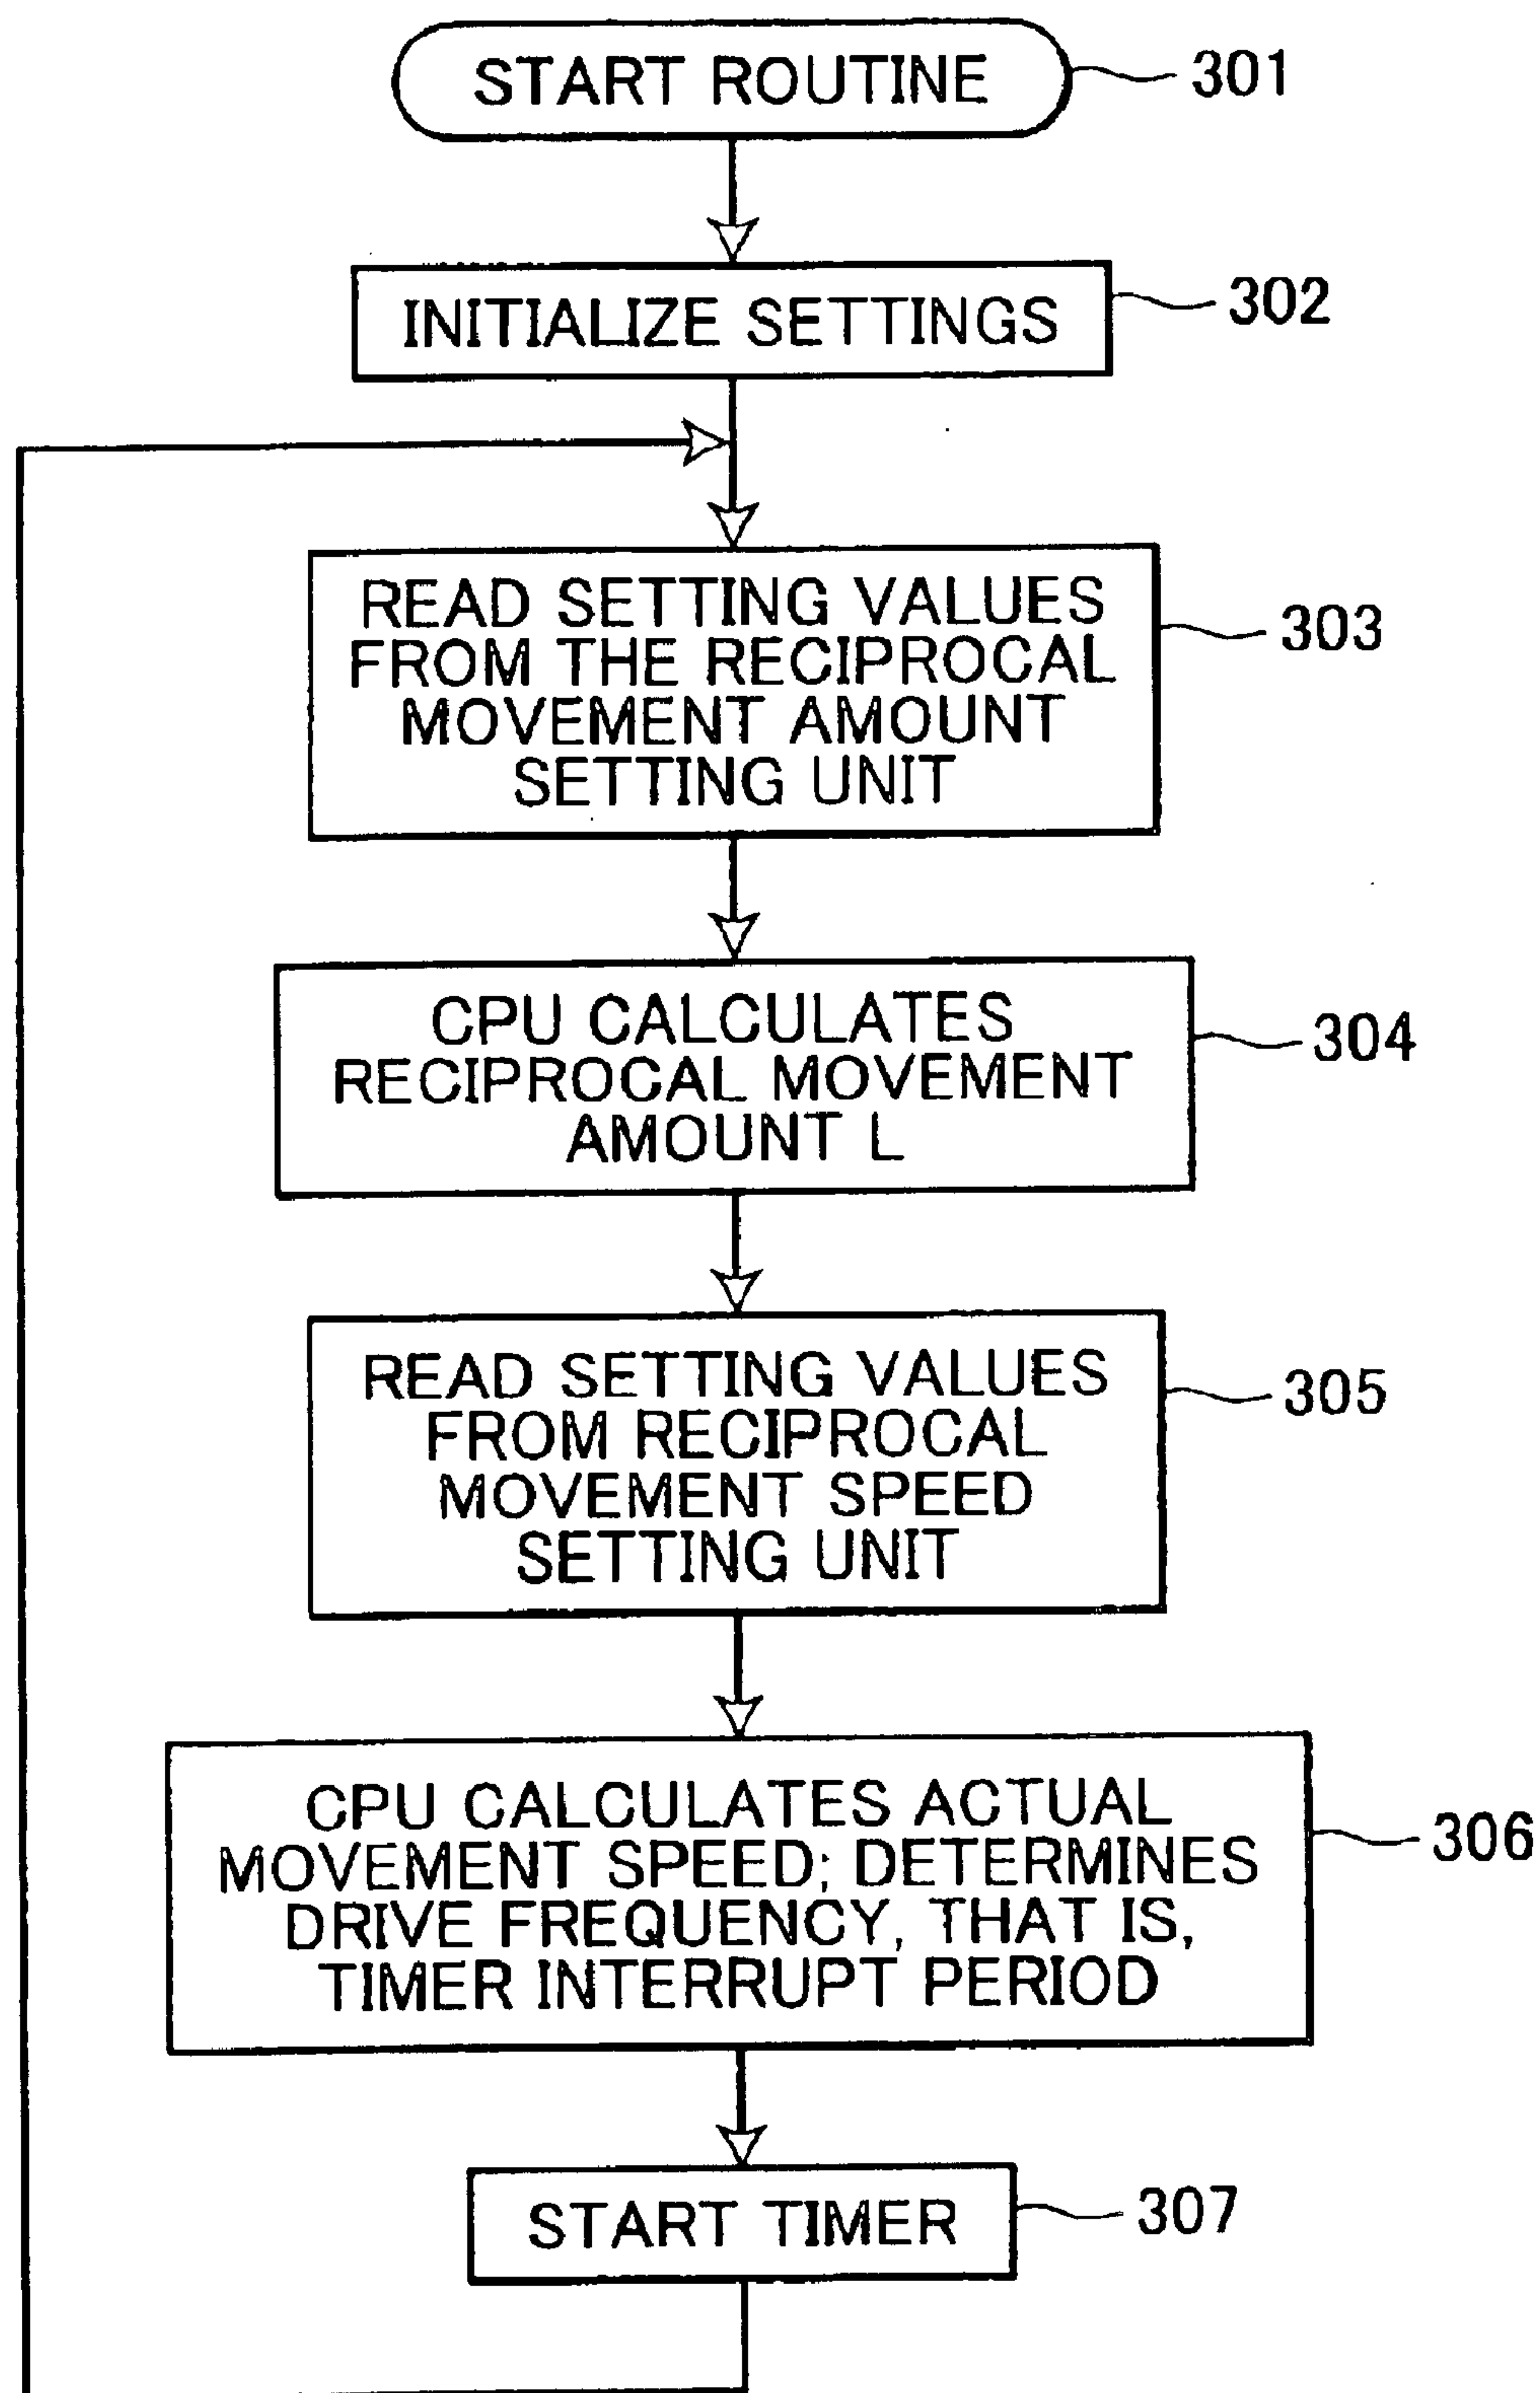 START ROUTINE
301
INITIALIZE SETTINGS
302
READ SETTING VALUES
FROM THE RECIPROCAL
MOVEMENT AMOUNT
SETTING UNIT
303
CPU CALCULATES
RECIPROCAL MOVEMENT
AMOUNT L
304
READ SETTING VALUES
FROM RECIPROCAL
MOVEMENT SPEED
SETTING UNIT
305
CPU CALCULATES ACTUAL
MOVEMENT SPEED; DETERMINES
DRIVE FREQUENCY, THAT IS,
TIMER INTERRUPT PERIOD
306
START TIMER
307